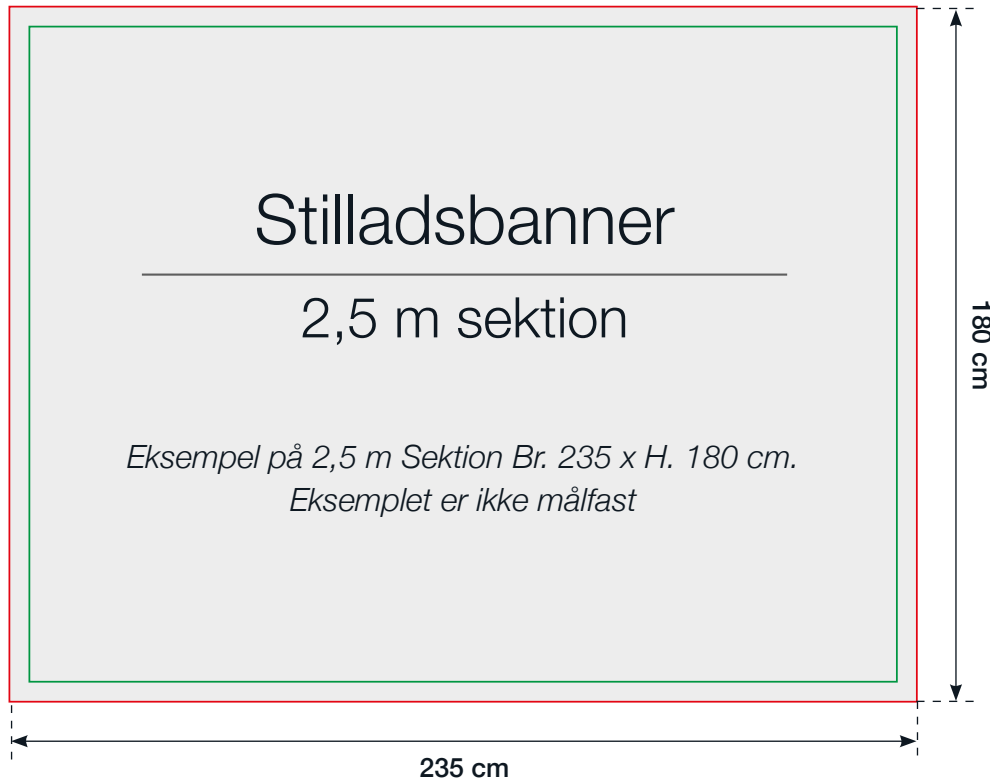 Stilladsbanner
2,5 m sektion
Eksempel på 2,5 m Sektion Br. 235 x H. 180 cm.
Eksemplet er ikke målfast
180 cm
235 cm